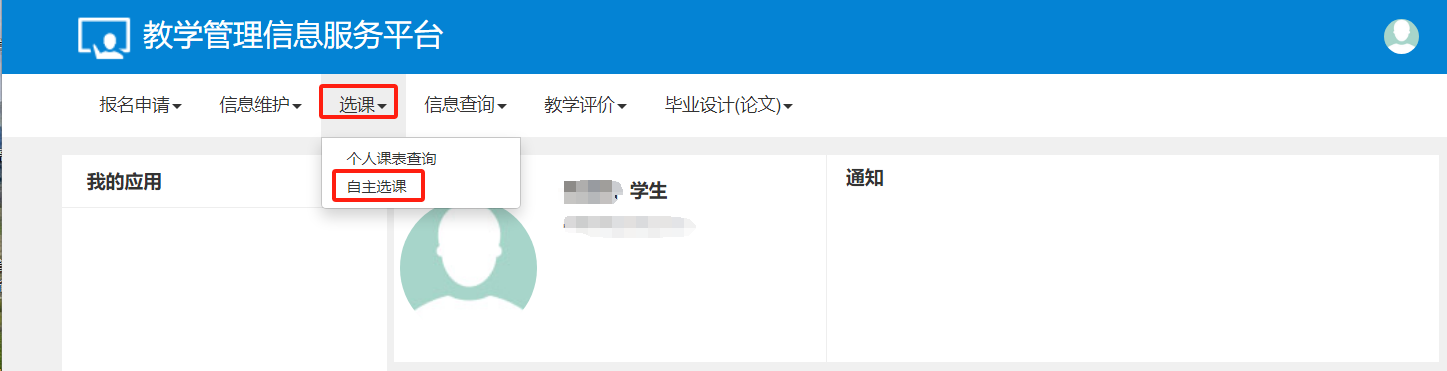 教学管理信息服务平台
报名申请 信息维护 选课 信息查询 教学评价 毕业设计(论文)
个人课表查询
自主选课
我的应用
学生
通知